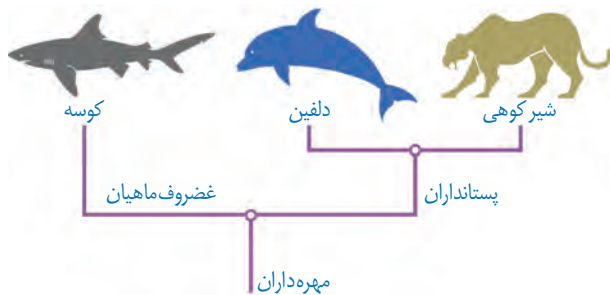 شیر کوهی
دلفین
کوسه
پستانداران
غضروف‌ماهیان
مهره‌داران